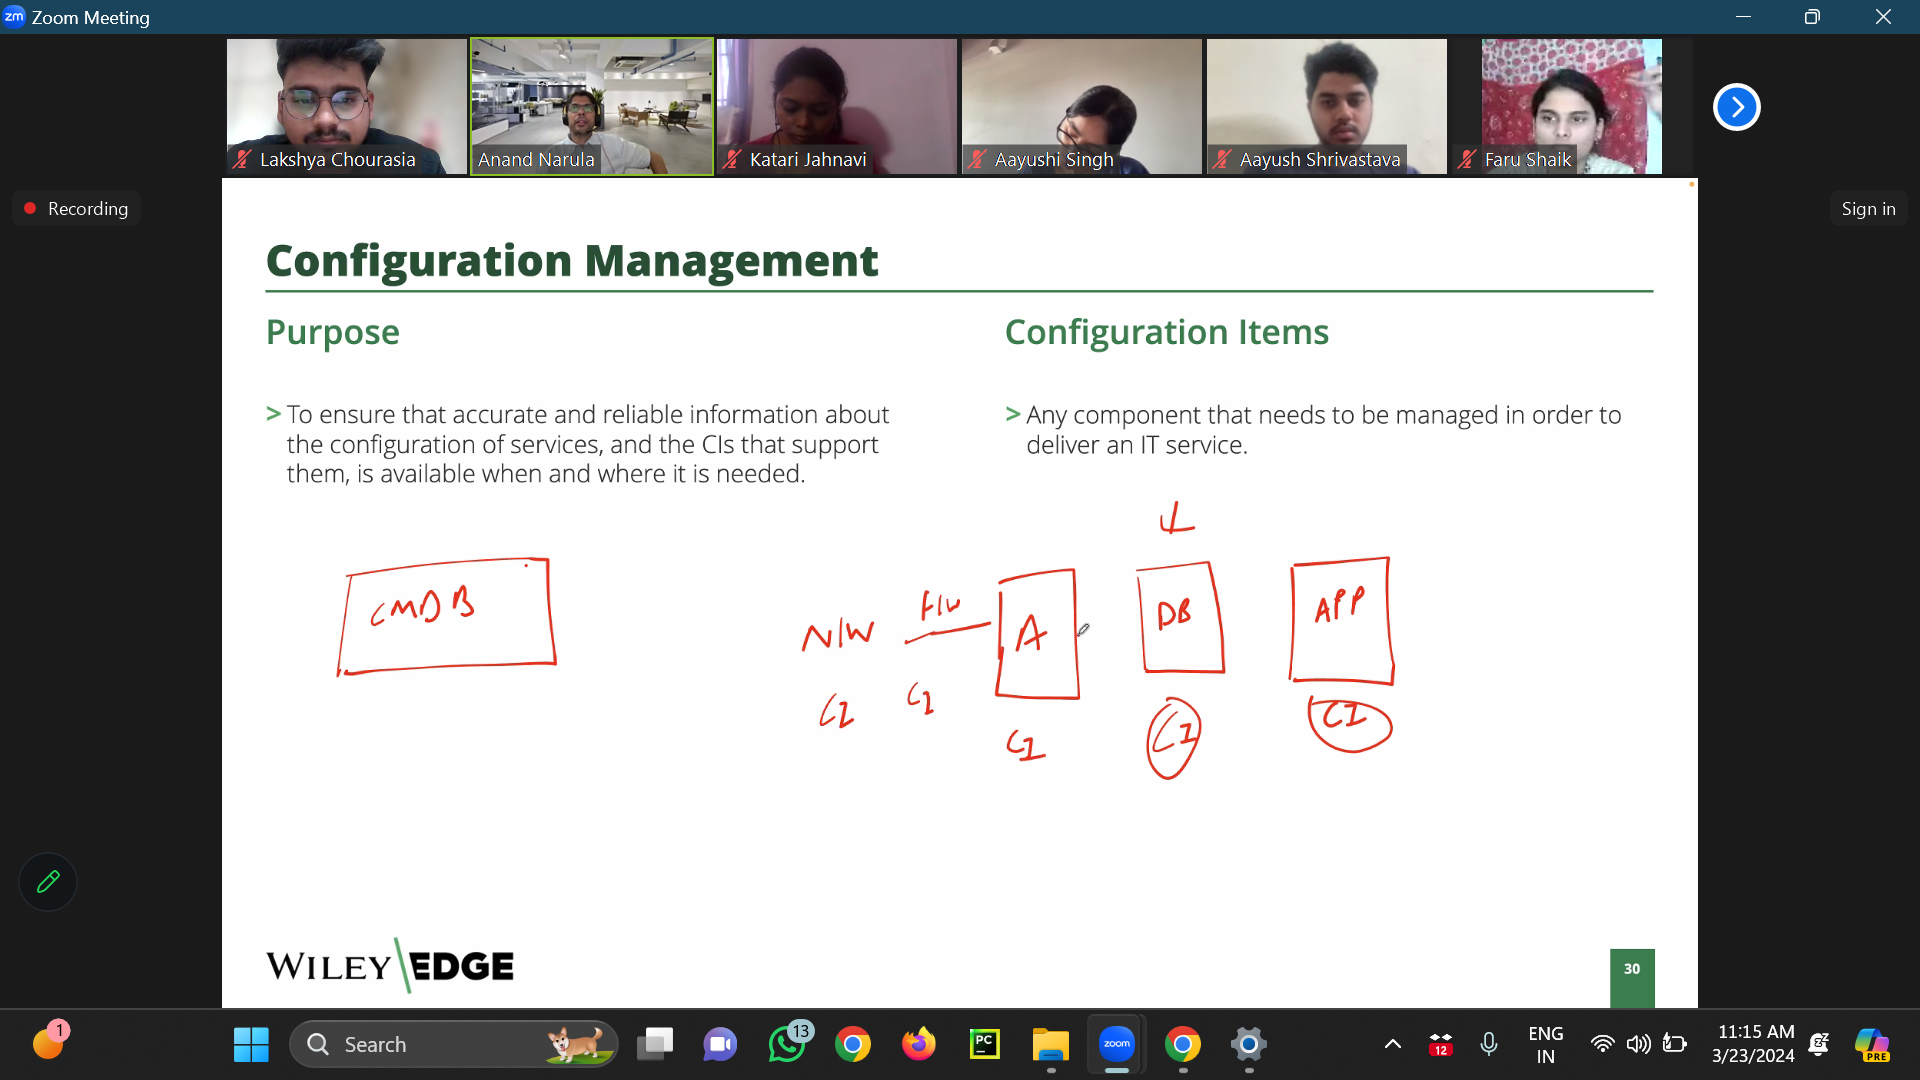 zm Zoom Meeting
Lakshya Chourasia
Anand Narula
Katari Jahnavi
Aayushi Singh
Aayush Shrivastava
Faru Shaik
Recording
Sign in
Configuration Management
Purpose
Configuration Items
> To ensure that accurate and reliable information about
the configuration of services, and the CIs that support
them, is available when and where it is needed.
> Any component that needs to be managed in order to
deliver an IT service.
CMDB
N/W
F/W
A
DB
APP
CI
CI
CI
CI
CI
WILEY EDGE
30
1
Search
13
PC
zoom
12
ENG
IN
11:15 AM
3/23/2024
PRE